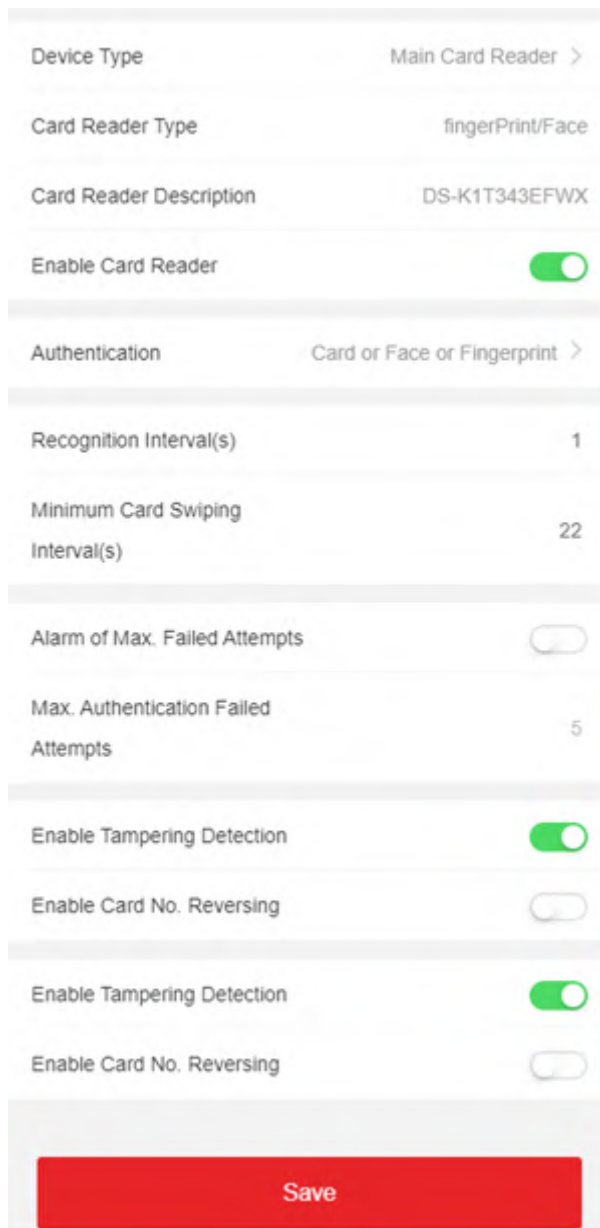 Device Type Main Card Reader >
Card Reader Type fingerPrint/Face
Card Reader Description DS-K1T343EFWX
Enable Card Reader
Authentication Card or Face or Fingerprint >
Recognition Interval(s) 1
Minimum Card Swiping
Interval(s) 22
Alarm of Max. Failed Attempts
Max. Authentication Failed
Attempts 5
Enable Tampering Detection
Enable Card No. Reversing
Enable Tampering Detection
Enable Card No. Reversing
Save